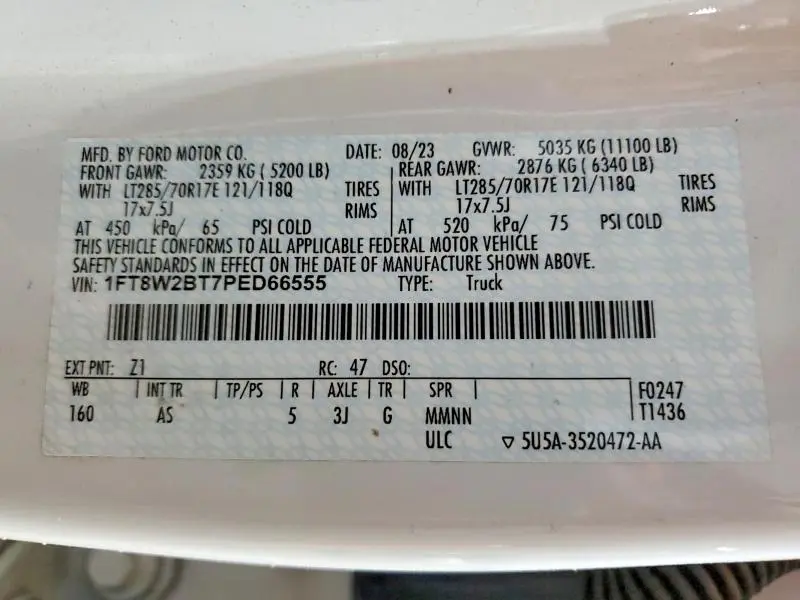 MFD. BY FORD MOTOR CO. DATE: 08/23 GVWR: 5035 KG (11100 LB)
FRONT GAWR: 2359 KG ( 5200 LB) REAR GAWR: 2876 KG ( 6340 LB)
WITH LT285/70R17E 121/118Q TIRES WITH LT285/70R17E 121/118Q TIRES
17x7.5J RIMS 17x7.5J RIMS
AT 450 kPa/ 65 PSI COLD AT 520 kPa/ 75 PSI COLD
THIS VEHICLE CONFORMS TO ALL APPLICABLE FEDERAL MOTOR VEHICLE
SAFETY STANDARDS IN EFFECT ON THE DATE OF MANUFACTURE SHOWN ABOVE.
VIN: 1FT8W2BT7PED66555 TYPE: Truck
EXT PNT: Z1 RC: 47 DSO:
WB INT TR TP/PS R AXLE TR SPR F0247
160 AS 5 3J G MMNN T1436
ULC 5U5A-3520472-AA